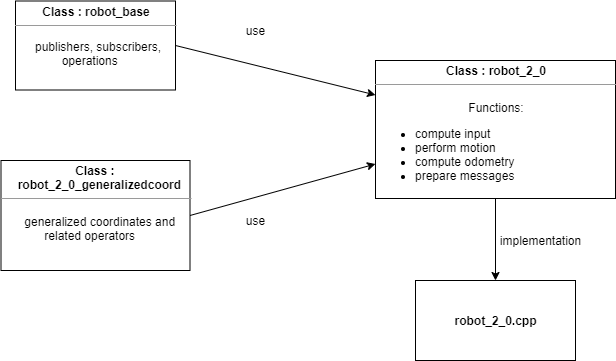 Class : robot_base
publishers, subscribers,
operations
use
Class : robot_2_0
Functions:
compute input
perform motion
compute odometry
prepare messages
Class :
robot_2_0_generalizedcoord
generalized coordinates and
related operators
use
implementation
robot_2_0.cpp